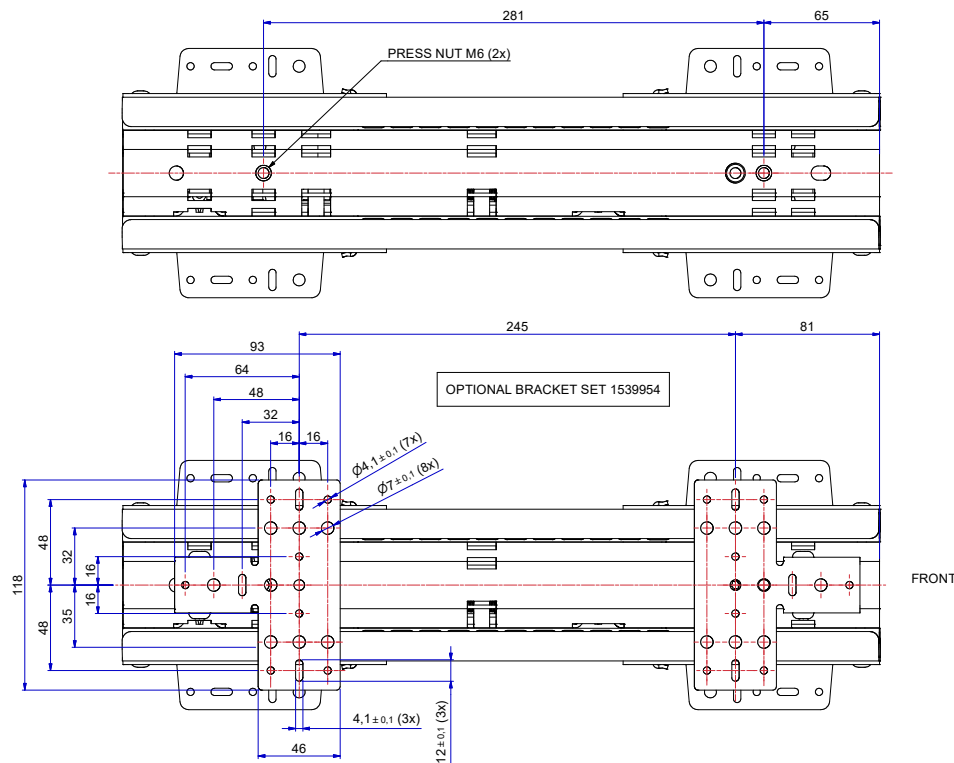 281
65
PRESS NUT M6 (2x)
245
81
93
64
48
32
16
16
OPTIONAL BRACKET SET 1539954
Ø4,1±0,1 (7x)
Ø7±0,1 (8x)
118
48
32
16
16
35
48
FRONT
4,1±0,1 (3x)
12±0,1 (3x)
46